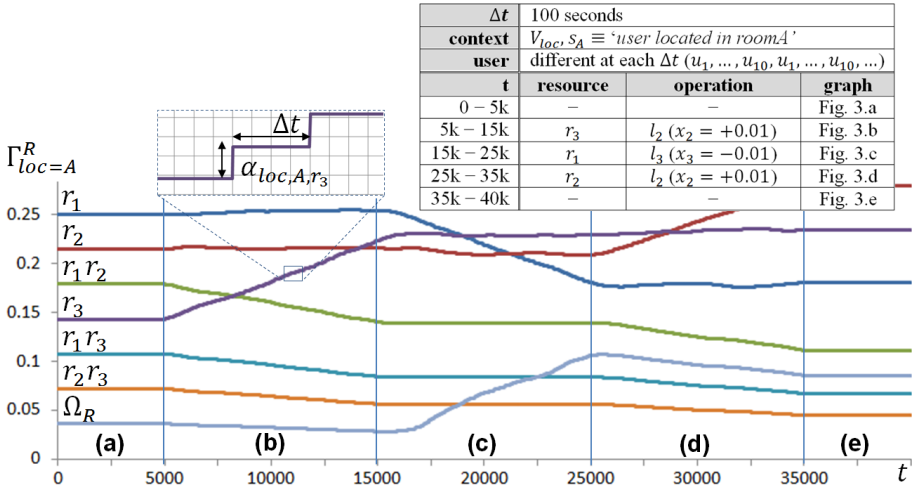 Δt 100 seconds
context V_loc, s_A ≡ 'user located in roomA'
user different at each Δt (u_1, ..., u_10, u_1, ..., u_10, ...)
t resource operation graph
0 – 5k – – Fig. 3.a
5k – 15k r_3 l_2 (x_2 = +0.01) Fig. 3.b
15k – 25k r_1 l_3 (x_3 = −0.01) Fig. 3.c
25k – 35k r_2 l_2 (x_2 = +0.01) Fig. 3.d
35k – 40k – – Fig. 3.e
Δt
α_loc,A,r_3
Γ^R_loc=A
r_1
0.25
r_2
0.2
r_1 r_2
r_3
0.15
r_1 r_3
0.1
r_2 r_3
0.05
Ω_R
(a) (b) (c) (d) (e)
0
0 5000 10000 15000 20000 25000 30000 35000 t